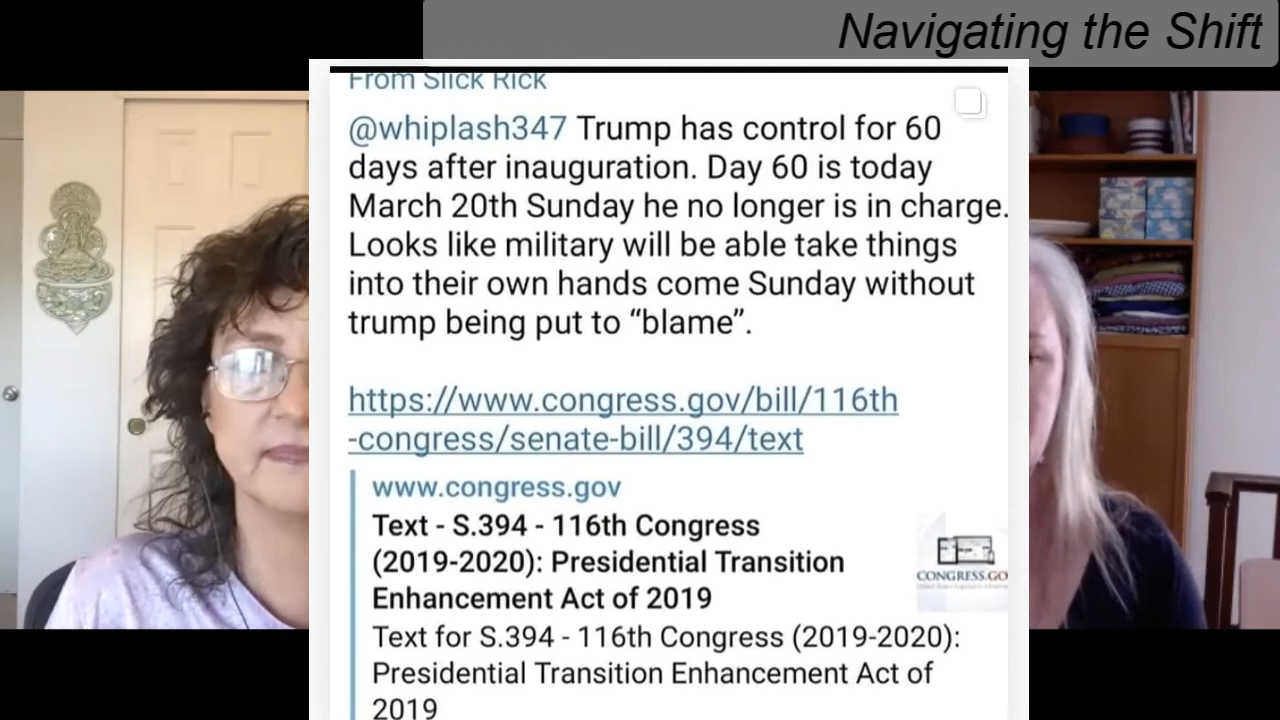 Navigating the Shift
From Slick Rick
@whiplash347 Trump has control for 60
days after inauguration. Day 60 is today
March 20th Sunday he no longer is in charge.
Looks like military will be able take things
into their own hands come Sunday without
trump being put to “blame”.
https://www.congress.gov/bill/116th
-congress/senate-bill/394/text
www.congress.gov
Text - S.394 - 116th Congress
(2019-2020): Presidential Transition
Enhancement Act of 2019
CONGRESS.GO
Text for S.394 - 116th Congress (2019-2020):
Presidential Transition Enhancement Act of
2019